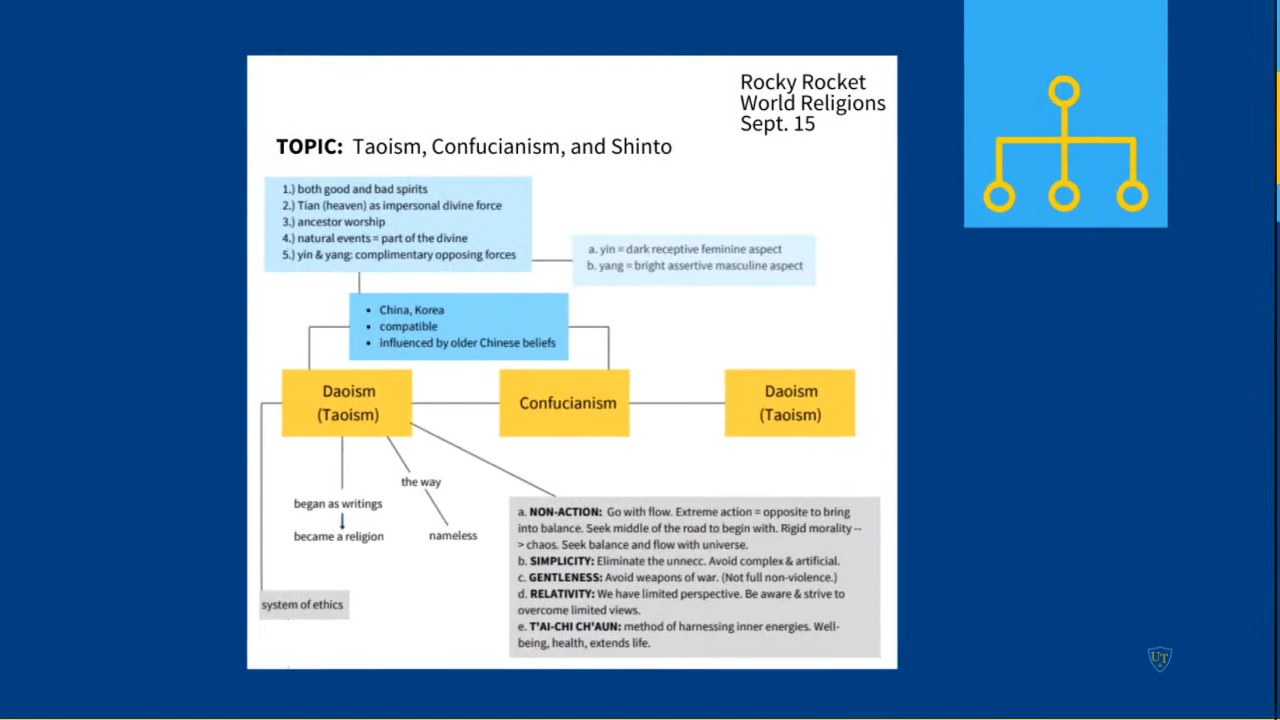 Rocky Rocket
World Religions
Sept. 15
TOPIC: Taoism, Confucianism, and Shinto
1.) both good and bad spirits
2.) Tian (heaven) as impersonal divine force
3.) ancestor worship
4.) natural events = part of the divine
5.) yin & yang: complimentary opposing forces
a. yin = dark receptive feminine aspect
b. yang = bright assertive masculine aspect
• China, Korea
• compatible
• influenced by older Chinese beliefs
Daoism
(Taoism)
Confucianism
Daoism
(Taoism)
the way
began as writings
became a religion
nameless
system of ethics
a. NON-ACTION: Go with flow. Extreme action = opposite to bring
into balance. Seek middle of the road to begin with. Rigid morality --
> chaos. Seek balance and flow with universe.
b. SIMPLICITY: Eliminate the unnecc. Avoid complex & artificial.
c. GENTLENESS: Avoid weapons of war. (Not full non-violence.)
d. RELATIVITY: We have limited perspective. Be aware & strive to
overcome limited views.
e. T'AI-CHI CH'AUN: method of harnessing inner energies. Well-
being, health, extends life.
UT